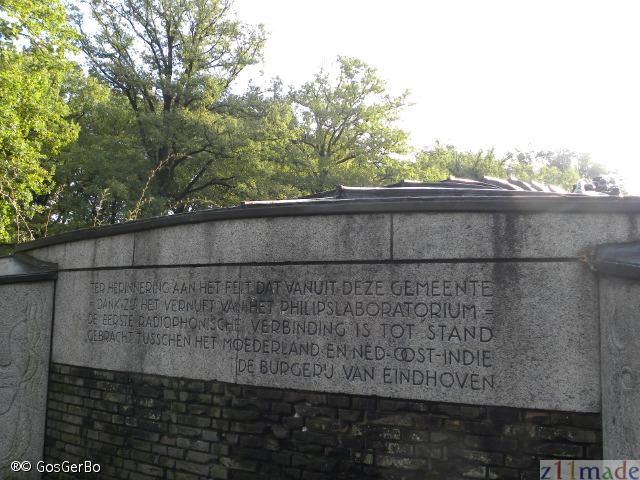 TER HERINNERING AAN HET FEIT DAT VANUIT DEZE GEMEENTE
= DANK ZIJ HET VERNUFT VAN HET PHILIPSLABORATORIUM =
DE EERSTE RADIOPHONISCHE VERBINDING IS TOT STAND
GEBRACHT TUSSCHEN HET MOEDERLAND EN NED-OOST-INDIE
DE BURGERIJ VAN EINDHOVEN
®© GosGerBo
z11made